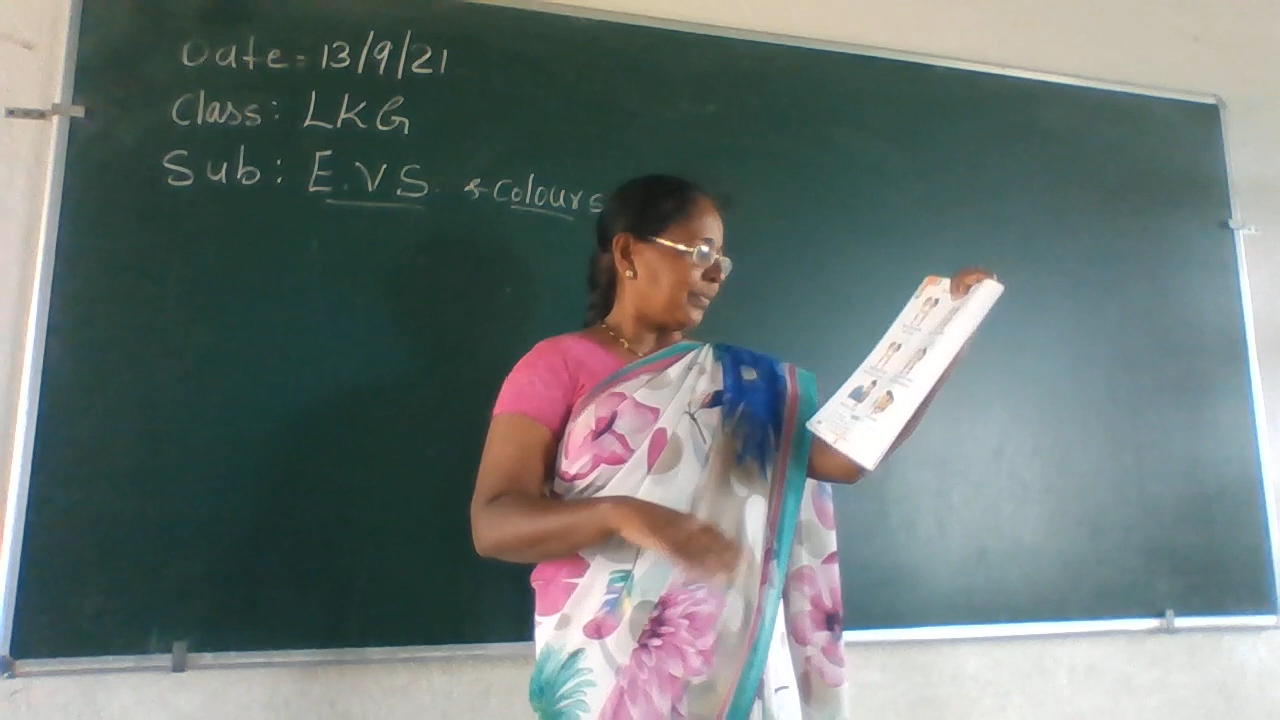 Date = 13/9/21
Class: LKG
Sub: E.V.S. & Colours